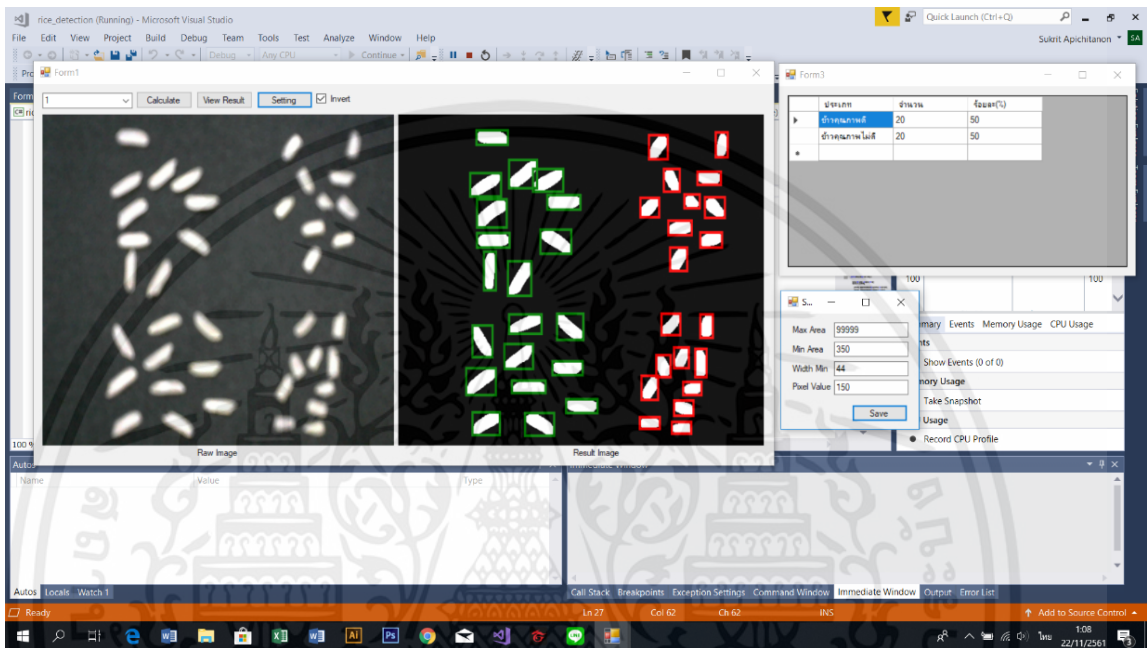 rice_detection (Running) - Microsoft Visual Studio
Quick Launch (Ctrl+Q)
File Edit View Project Build Debug Team Tools Test Analyze Window Help
Sukrit Apichitanon SA
Debug Any CPU Continue
Form1
1 Calculate View Result Setting Invert
Raw Image Result Image
Form3
ประเภท จำนวน ร้อยละ(%)
ข้าวคุณภาพดี 20 50
ข้าวคุณภาพไม่ดี 20 50
100 100
S...
Max Area 99999
Min Area 350
Width Min 44
Pixel Value 150
Save
Events Memory Usage CPU Usage
Show Events (0 of 0)
Usage
Take Snapshot
Usage
Record CPU Profile
100 %
Autos Immediate Window
Name Value Type
Autos Locals Watch 1
Call Stack Breakpoints Exception Settings Command Window Immediate Window Output Error List
Ready Ln 27 Col 62 Ch 62 INS Add to Source Control
ไทย 1:08
22/11/2561